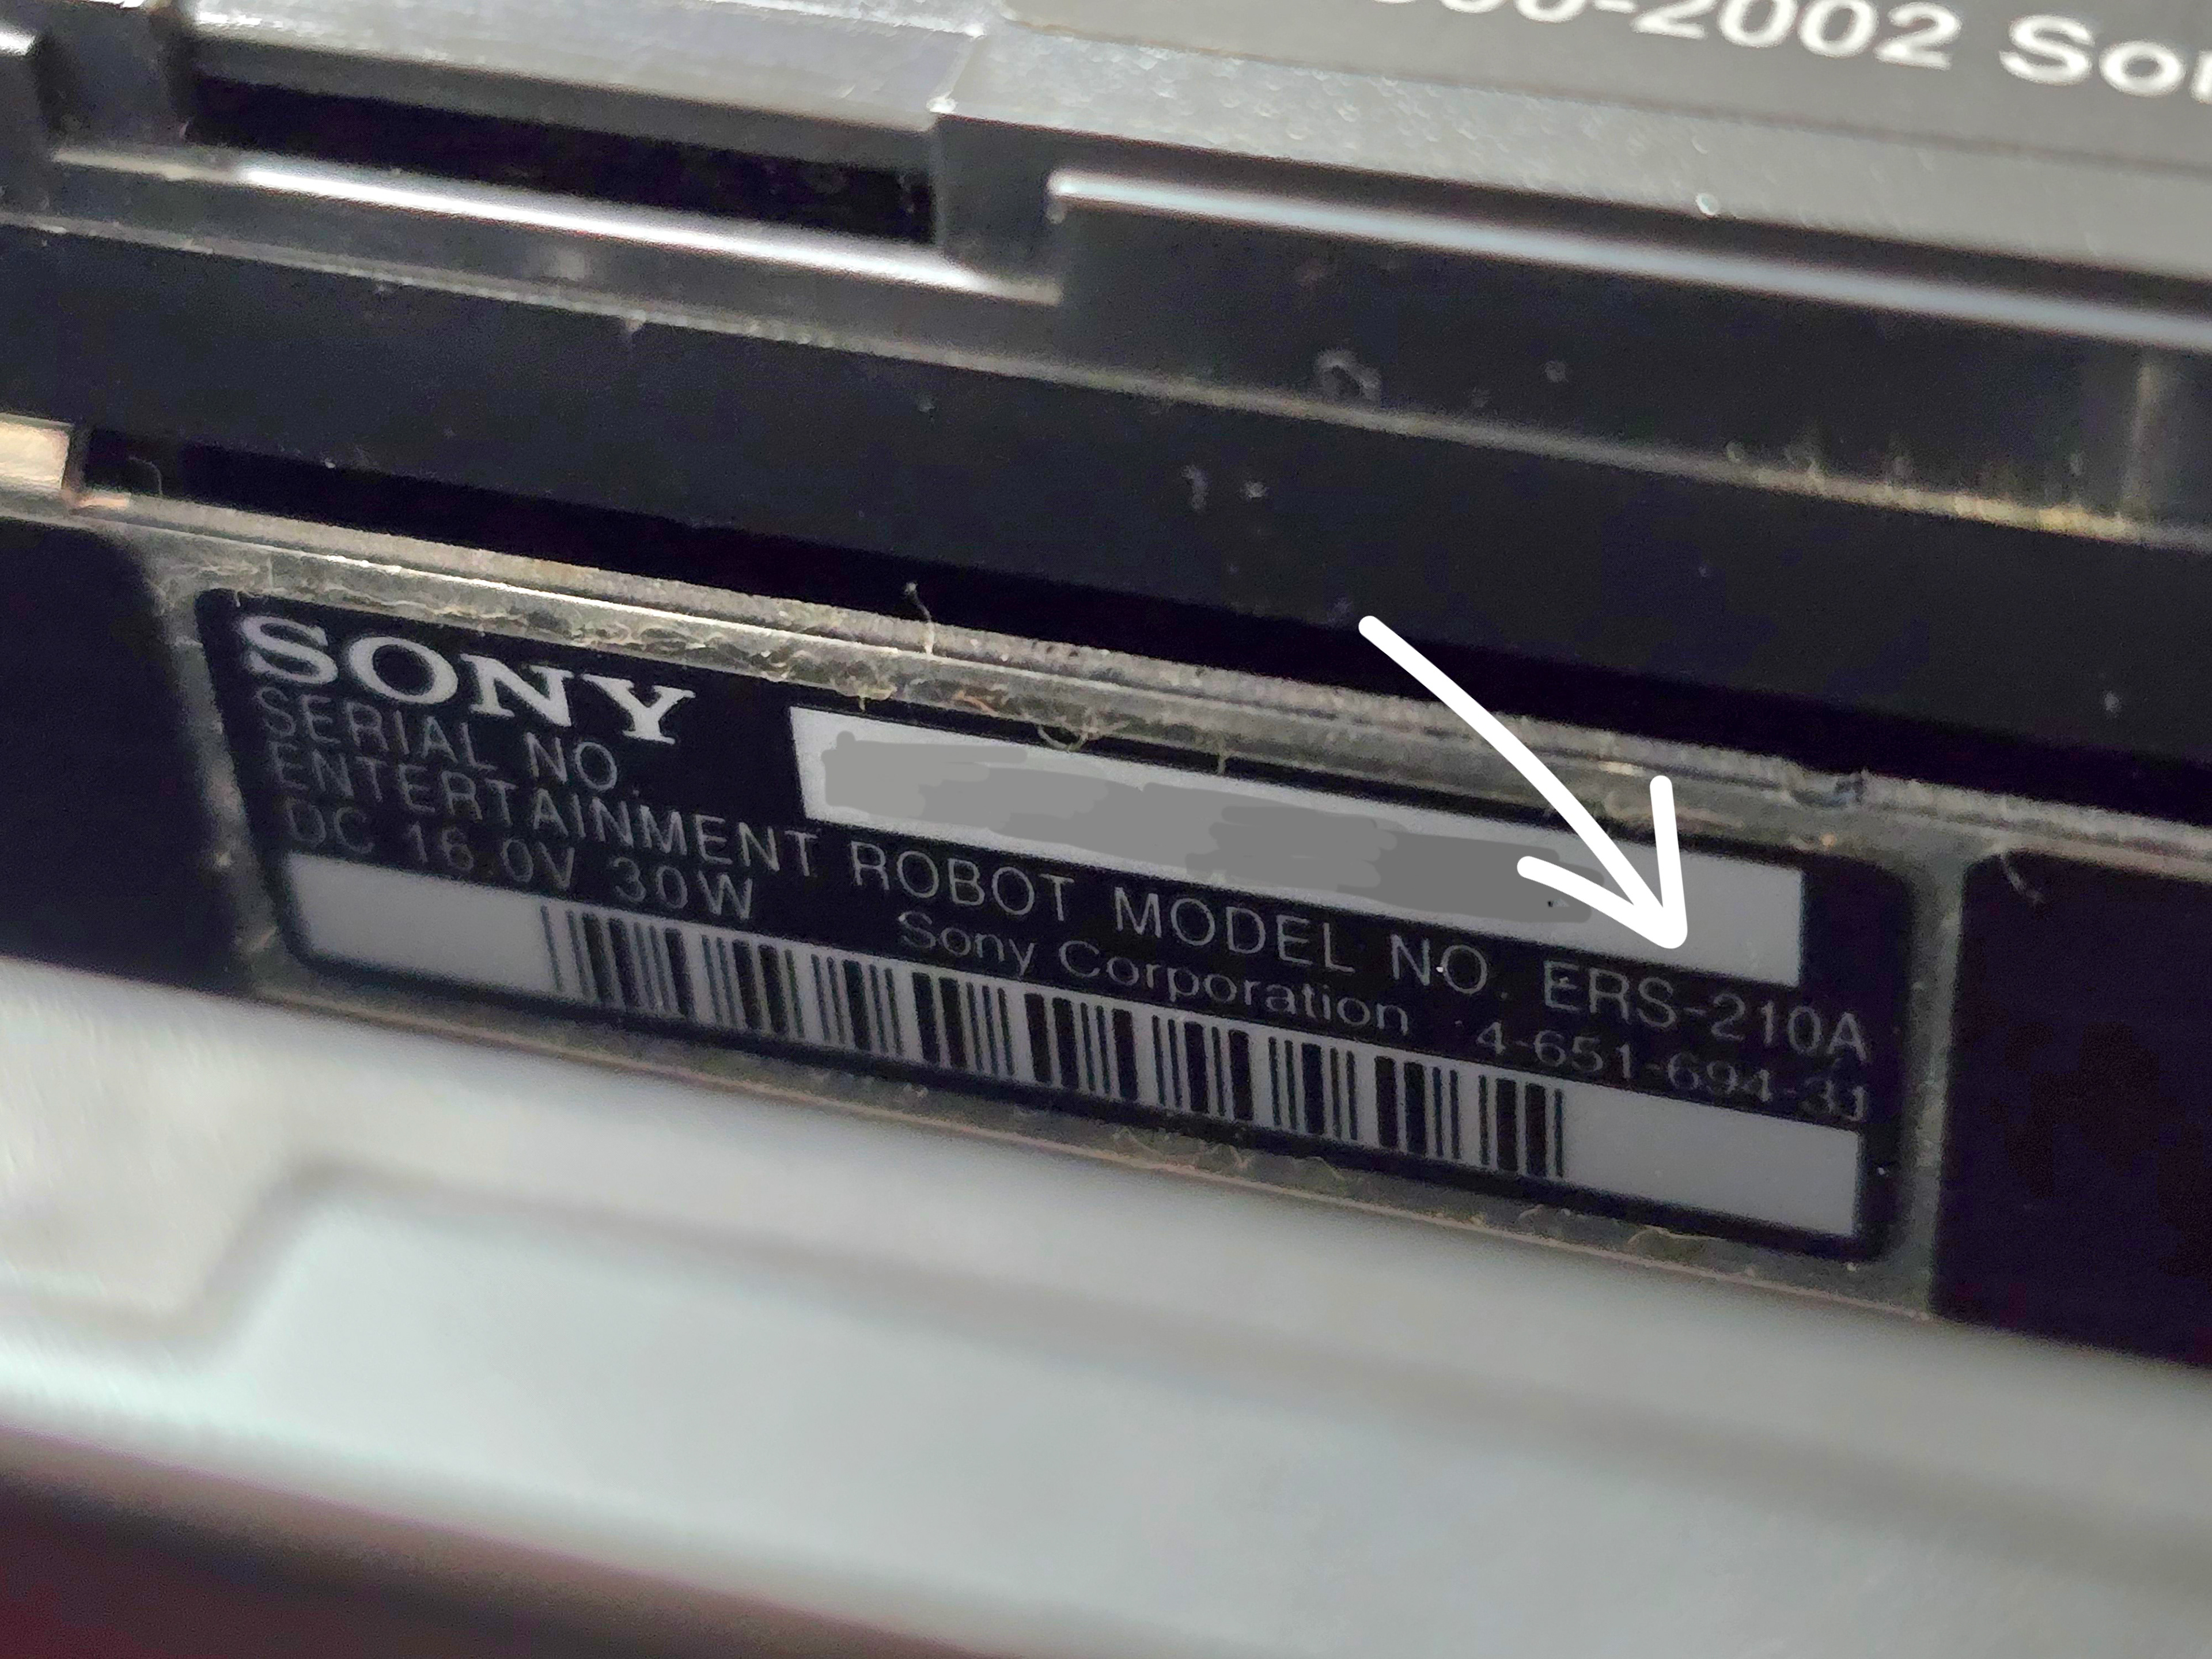 -2002 So
SONY
SERIAL NO.
ENTERTAINMENT ROBOT MODEL NO. ERS-210A
DC 16.0V 30W Sony Corporation 4-651-694-31